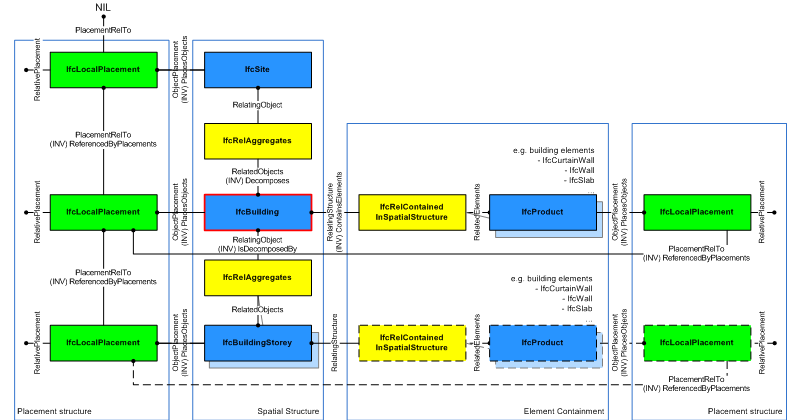 NIL
PlacementRelTo
RelativePlacement
IfcLocalPlacement
ObjectPlacement
(INV) PlacesObjects
IfcSite
PlacementRelTo
(INV) ReferencedByPlacements
RelatingObject
IfcRelAggregates
RelatedObjects
(INV) Decomposes
e.g. building elements
- IfcCurtainWall
- IfcWall
- IfcSlab
...
RelativePlacement
IfcLocalPlacement
ObjectPlacement
(INV) PlacesObjects
IfcBuilding
RelatingStructure
(INV) ContainsElements
IfcRelContained
InSpatialStructure
RelatedElements
IfcProduct
ObjectPlacement
(INV) PlacesObjects
IfcLocalPlacement
RelativePlacement
PlacementRelTo
(INV) ReferencedByPlacements
RelatingObject
(INV) IsDecomposedBy
PlacementRelTo
(INV) ReferencedByPlacements
IfcRelAggregates
RelatedObjects
e.g. building elements
- IfcCurtainWall
- IfcWall
- IfcSlab
...
RelativePlacement
IfcLocalPlacement
ObjectPlacement
(INV) PlacesObjects
IfcBuildingStorey
RelatingStructure
IfcRelContained
InSpatialStructure
RelatedElements
IfcProduct
ObjectPlacement
(INV) PlacesObjects
IfcLocalPlacement
RelativePlacement
PlacementRelTo
(INV) ReferencedByPlacements
Placement structure
Spatial Structure
Element Containment
Placement structure